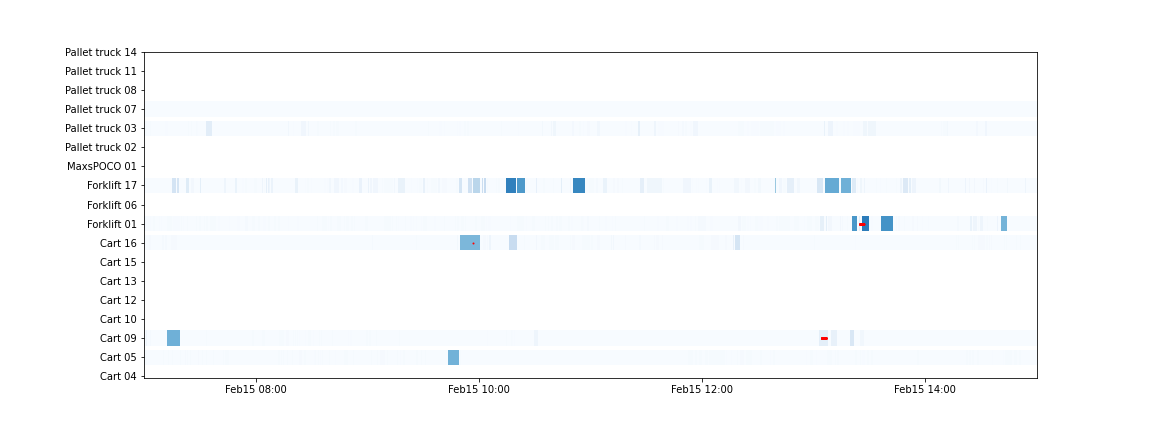 Pallet truck 14
Pallet truck 11
Pallet truck 08
Pallet truck 07
Pallet truck 03
Pallet truck 02
MaxsPOCO 01
Forklift 17
Forklift 06
Forklift 01
Cart 16
Cart 15
Cart 13
Cart 12
Cart 10
Cart 09
Cart 05
Cart 04
Feb15 08:00 Feb15 10:00 Feb15 12:00 Feb15 14:00